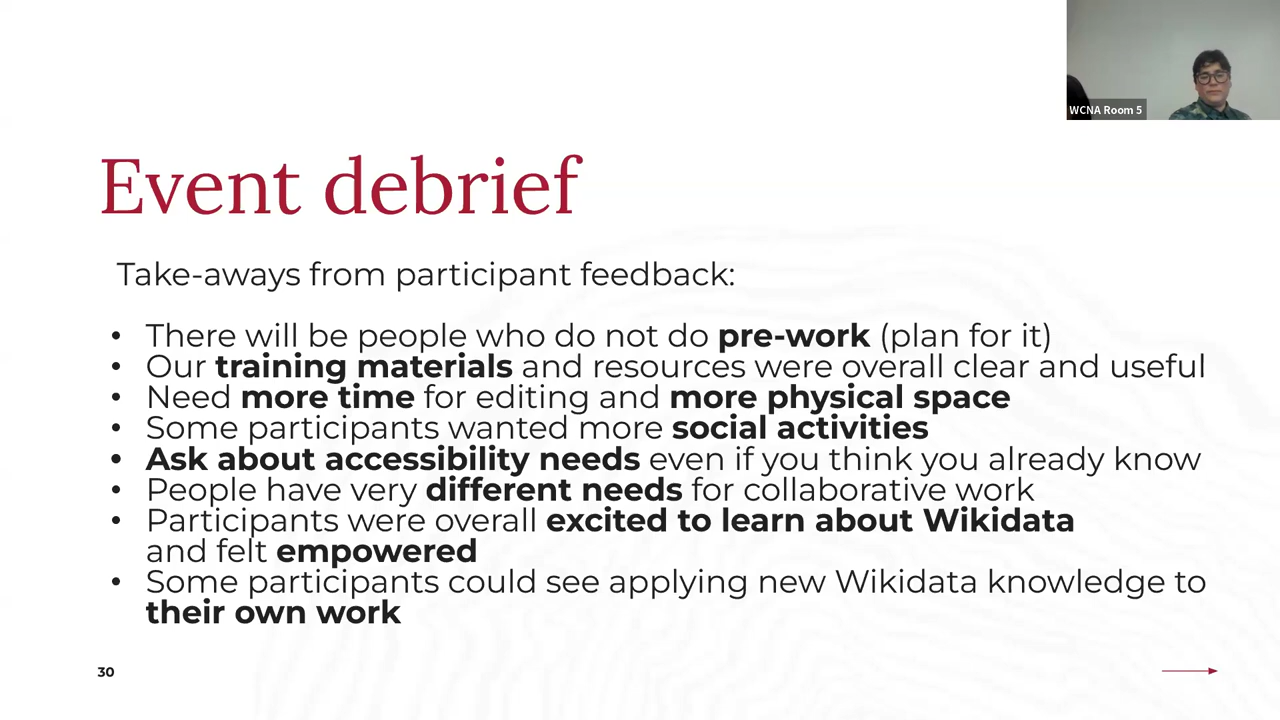 WCNA Room 5
Event debrief
Take-aways from participant feedback:
• There will be people who do not do pre-work (plan for it)
• Our training materials and resources were overall clear and useful
• Need more time for editing and more physical space
• Some participants wanted more social activities
• Ask about accessibility needs even if you think you already know
• People have very different needs for collaborative work
• Participants were overall excited to learn about Wikidata
and felt empowered
• Some participants could see applying new Wikidata knowledge to
their own work
30